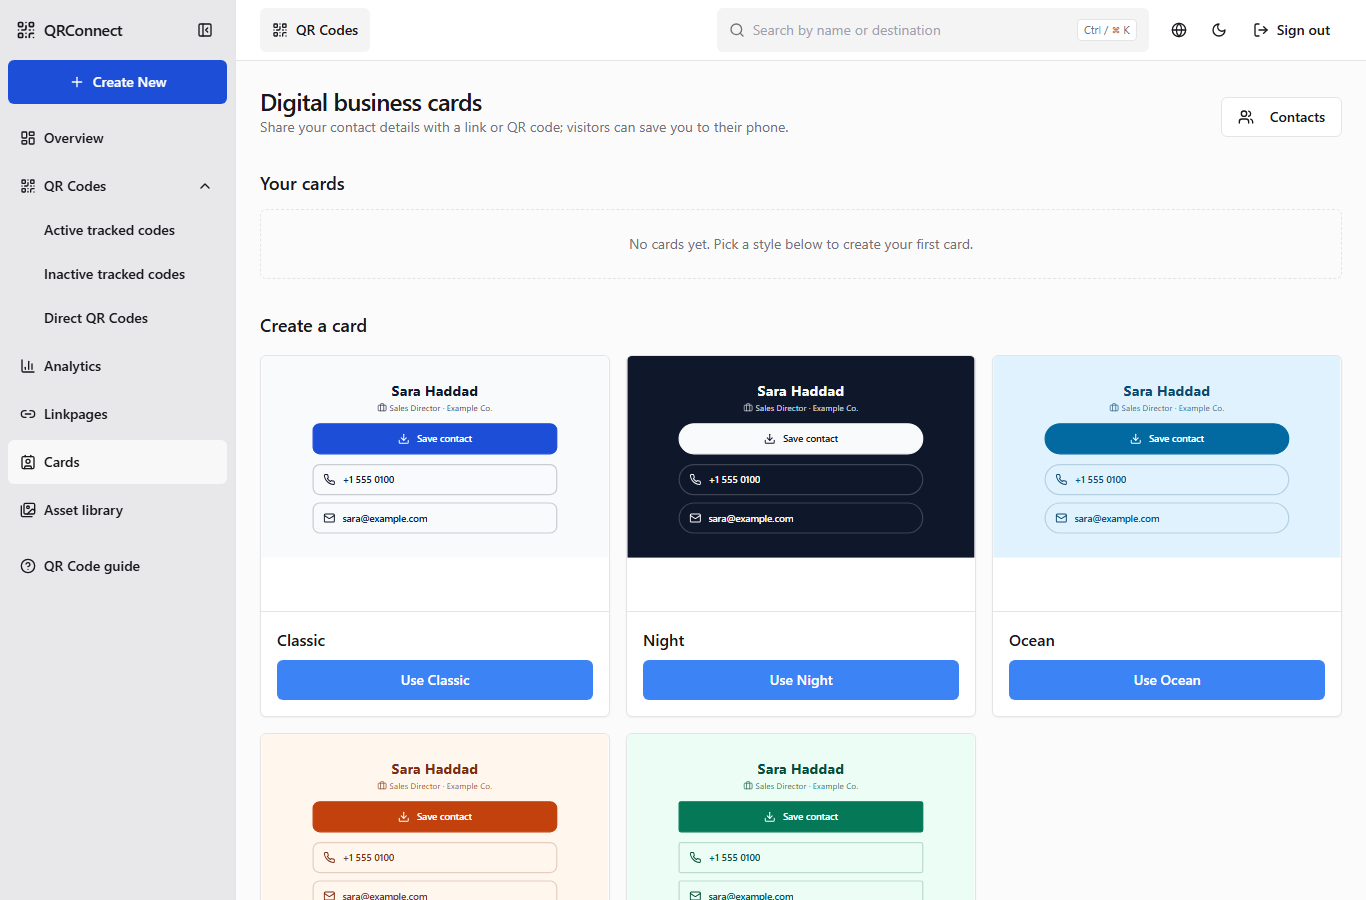 QRConnect
QR Codes
Search by name or destination
Ctrl / ⌘ K
Sign out
Create New
Overview
QR Codes
Active tracked codes
Inactive tracked codes
Direct QR Codes
Analytics
Linkpages
Cards
Asset library
QR Code guide
Digital business cards
Share your contact details with a link or QR code; visitors can save you to their phone.
Contacts
Your cards
No cards yet. Pick a style below to create your first card.
Create a card
Sara Haddad
Sales Director · Example Co.
Save contact
+1 555 0100
sara@example.com
Classic
Use Classic
Sara Haddad
Sales Director · Example Co.
Save contact
+1 555 0100
sara@example.com
Night
Use Night
Sara Haddad
Sales Director · Example Co.
Save contact
+1 555 0100
sara@example.com
Ocean
Use Ocean
Sara Haddad
Sales Director · Example Co.
Save contact
+1 555 0100
sara@example.com
Sara Haddad
Sales Director · Example Co.
Save contact
+1 555 0100
sara@example.com